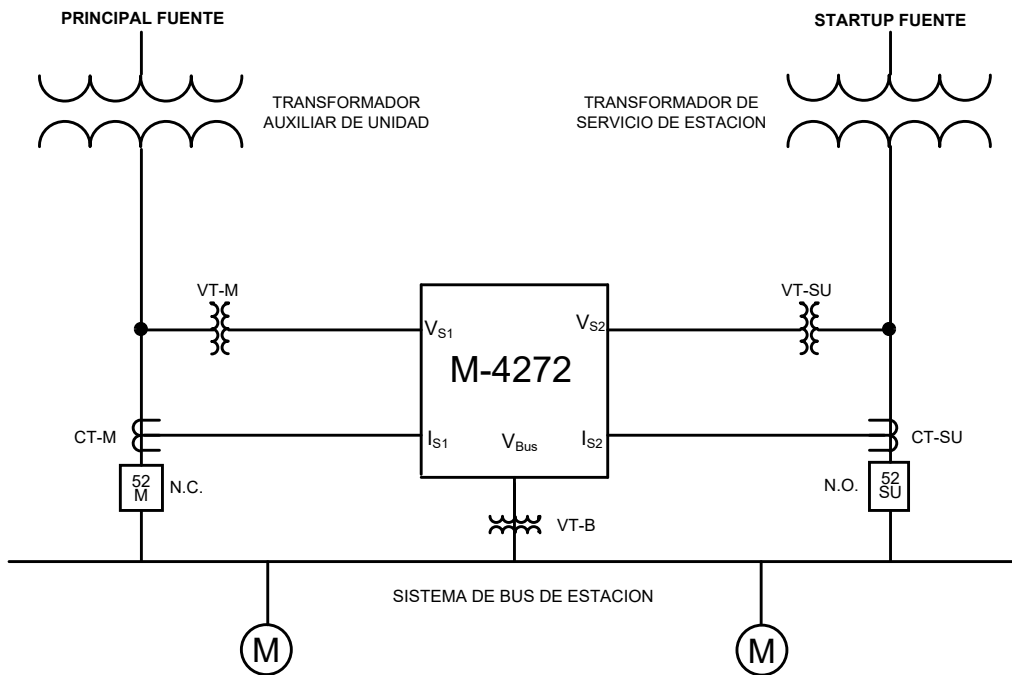 PRINCIPAL FUENTE
STARTUP FUENTE
TRANSFORMADOR
AUXILIAR DE UNIDAD
TRANSFORMADOR DE
SERVICIO DE ESTACION
VT-M
VT-SU
VS1
VS2
M-4272
CT-M
IS1
VBus
IS2
CT-SU
52
M
N.C.
N.O.
52
SU
VT-B
SISTEMA DE BUS DE ESTACION
M
M